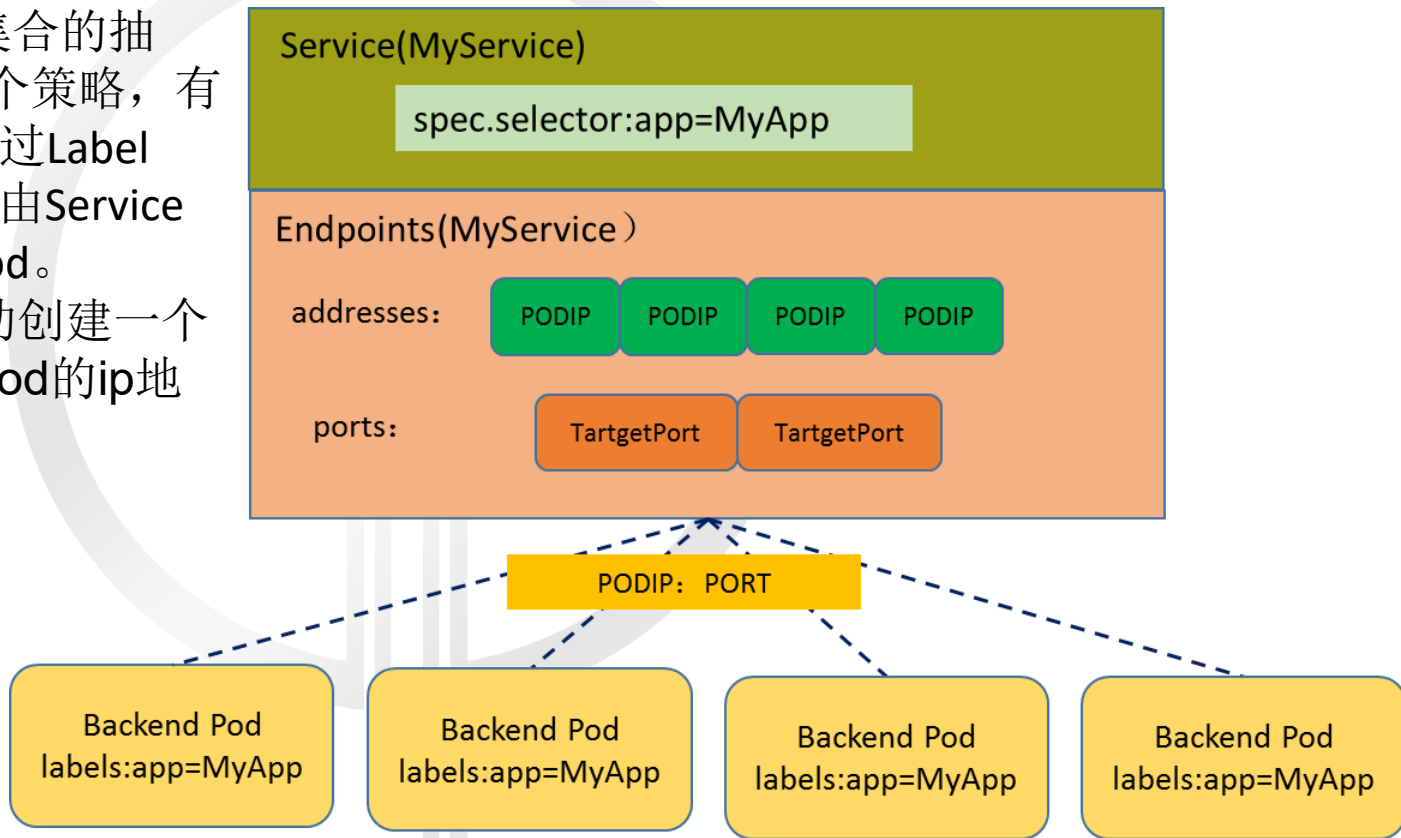 集合的抽
个策略，有
过Label
由Service
od。
动创建一个
od的ip地
Service(MyService)
spec.selector:app=MyApp
Endpoints(MyService）
addresses：
PODIP PODIP PODIP PODIP
ports：
TartgetPort TartgetPort
PODIP：PORT
Backend Pod
labels:app=MyApp
Backend Pod
labels:app=MyApp
Backend Pod
labels:app=MyApp
Backend Pod
labels:app=MyApp